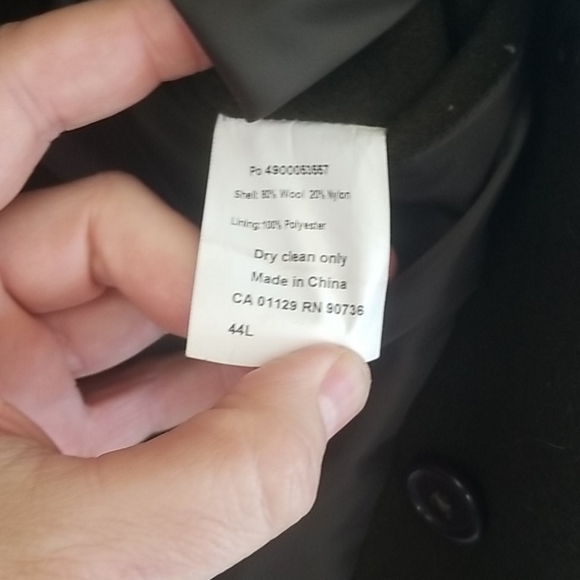 Po 4900063667
Shell: 80% Wool 20% Nylon
Lining:100% Polyester
Dry clean only
Made in China
CA 01129 RN 90736
44L